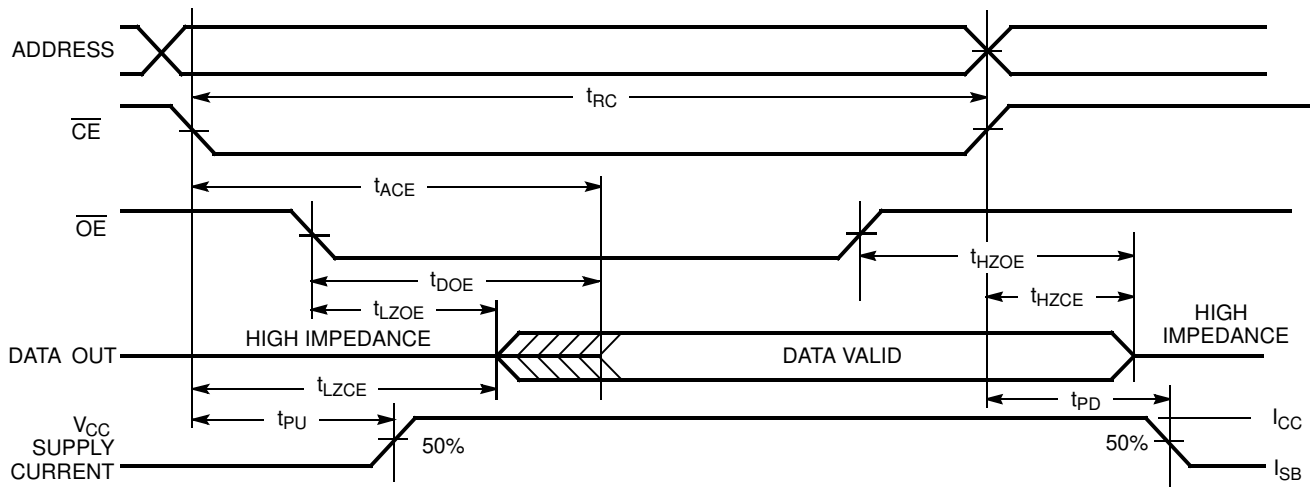 ADDRESS
tRC
CE
tACE
OE
tHZOE
tDOE
tLZOE
tHZCE
HIGH IMPEDANCE
HIGH
IMPEDANCE
DATA OUT
DATA VALID
tLZCE
tPU
tPD
VCC
SUPPLY
CURRENT
50%
50%
ICC
ISB